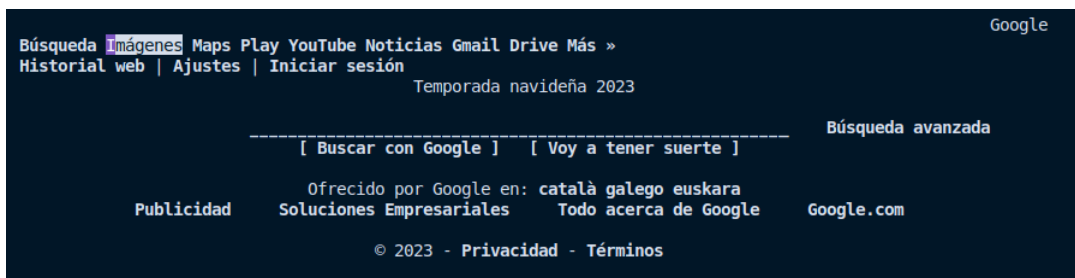 Google
Búsqueda Imágenes Maps Play YouTube Noticias Gmail Drive Más »
Historial web | Ajustes | Iniciar sesión
Temporada navideña 2023
________________________________________________________ Búsqueda avanzada
[ Buscar con Google ] [ Voy a tener suerte ]
Ofrecido por Google en: català galego euskara
Publicidad Soluciones Empresariales Todo acerca de Google Google.com
© 2023 - Privacidad - Términos